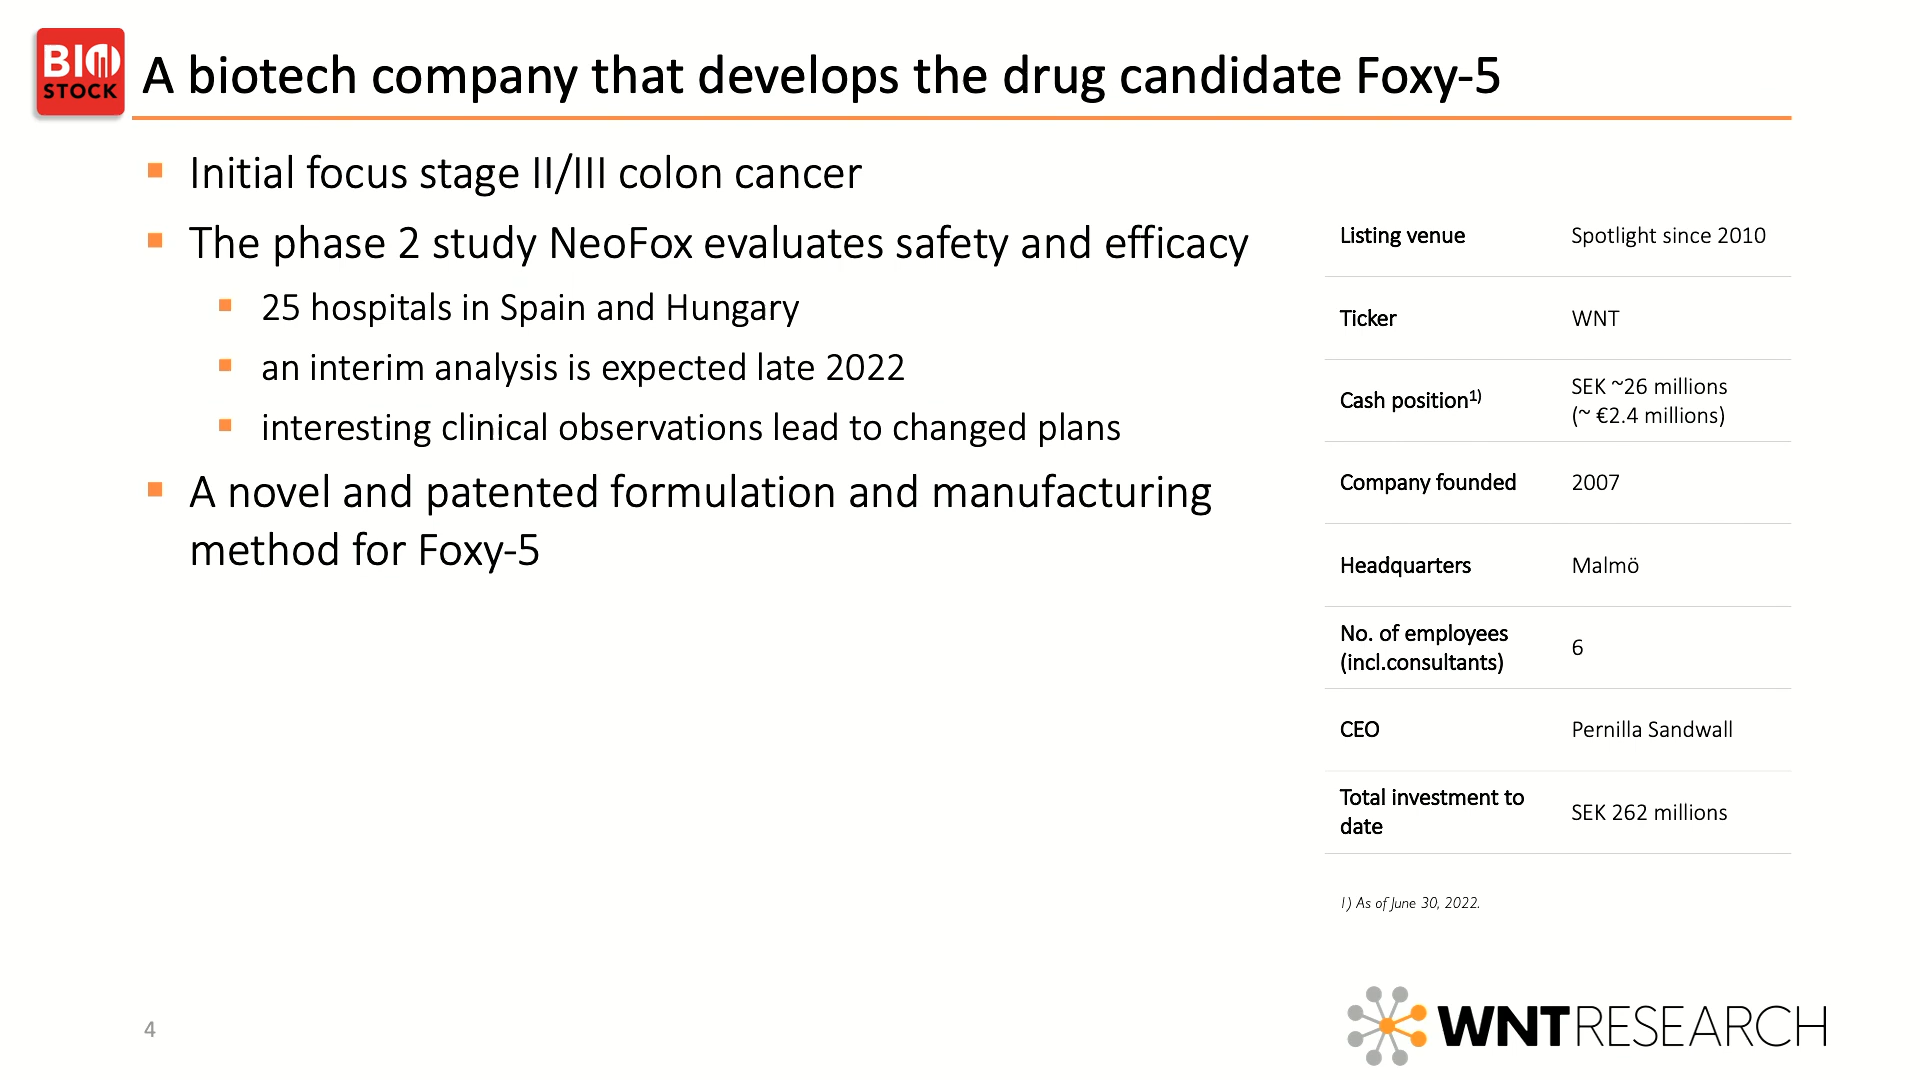 BIO
STOCK
A biotech company that develops the drug candidate Foxy-5
Initial focus stage II/III colon cancer
The phase 2 study NeoFox evaluates safety and efficacy
25 hospitals in Spain and Hungary
an interim analysis is expected late 2022
interesting clinical observations lead to changed plans
A novel and patented formulation and manufacturing
method for Foxy-5
Listing venue Spotlight since 2010
Ticker WNT
Cash position1) SEK ~26 millions
(~ €2.4 millions)
Company founded 2007
Headquarters Malmö
No. of employees
(incl.consultants) 6
CEO Pernilla Sandwall
Total investment to
date SEK 262 millions
1) As of June 30, 2022.
4
WNTRESEARCH